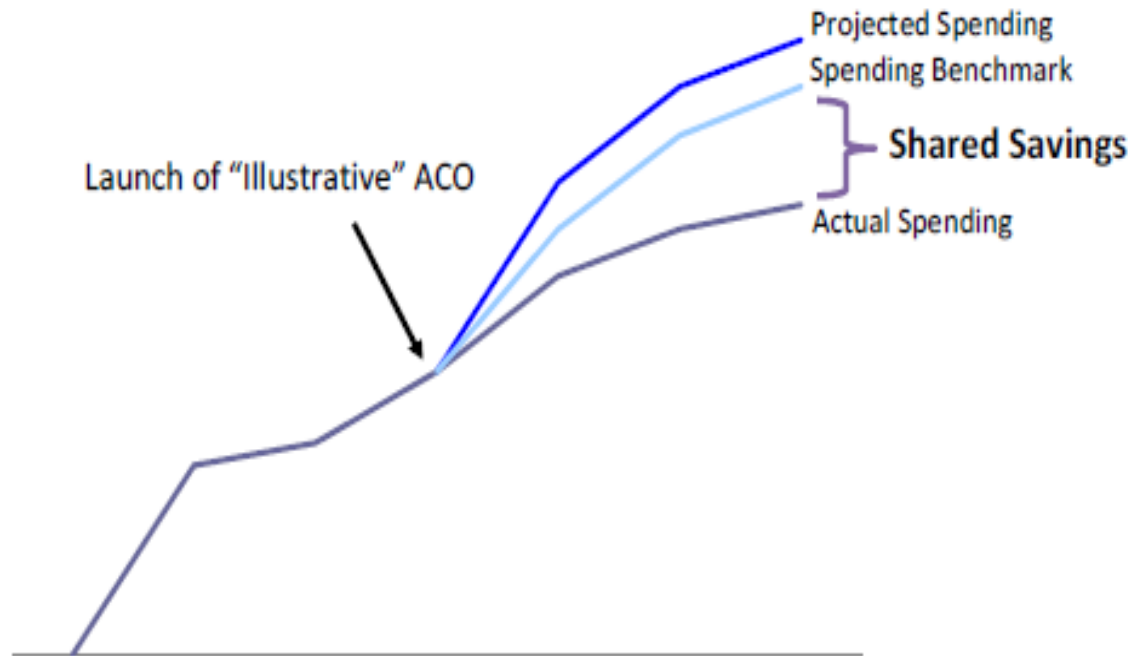 Projected Spending
Spending Benchmark
Shared Savings
Launch of “Illustrative” ACO
Actual Spending